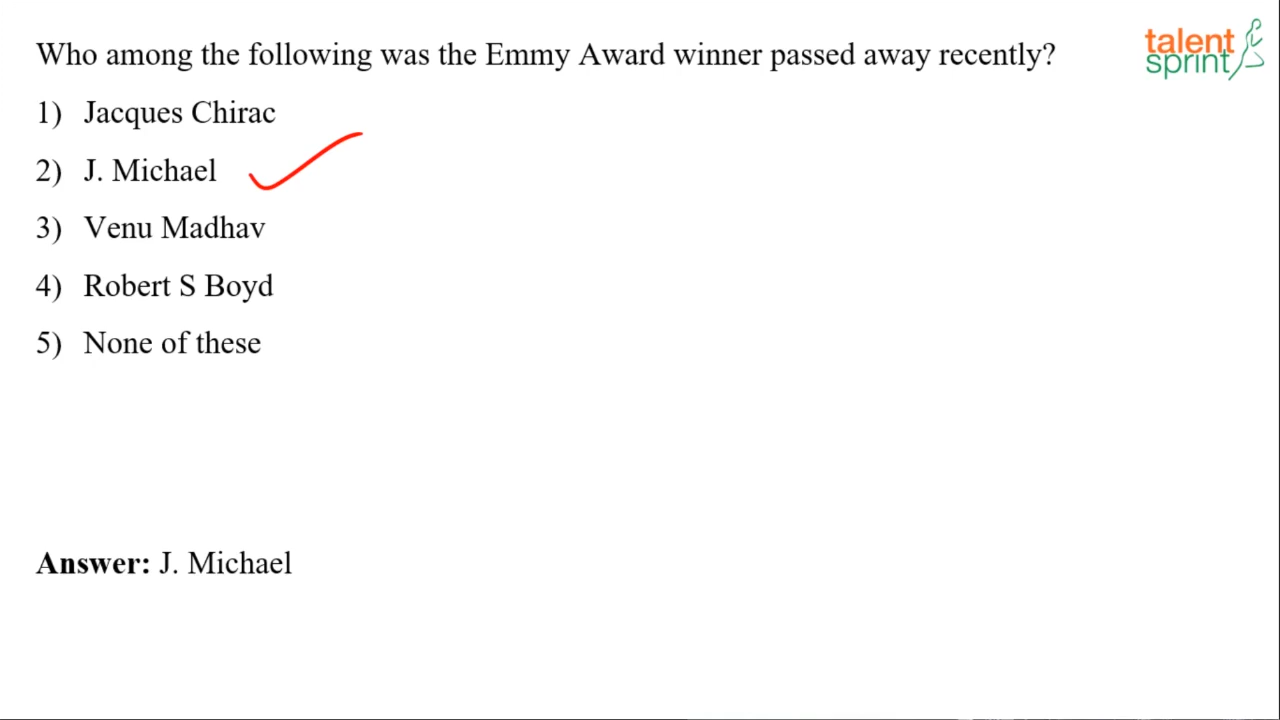 Who among the following was the Emmy Award winner passed away recently?
talent
sprint
1) Jacques Chirac
2) J. Michael
3) Venu Madhav
4) Robert S Boyd
5) None of these
Answer: J. Michael